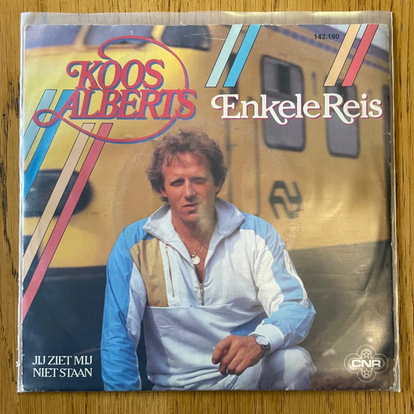 KOOS
ALBERTS
142.190
Enkele Reis
JIJ ZIET MIJ
NIET STAAN
CNR